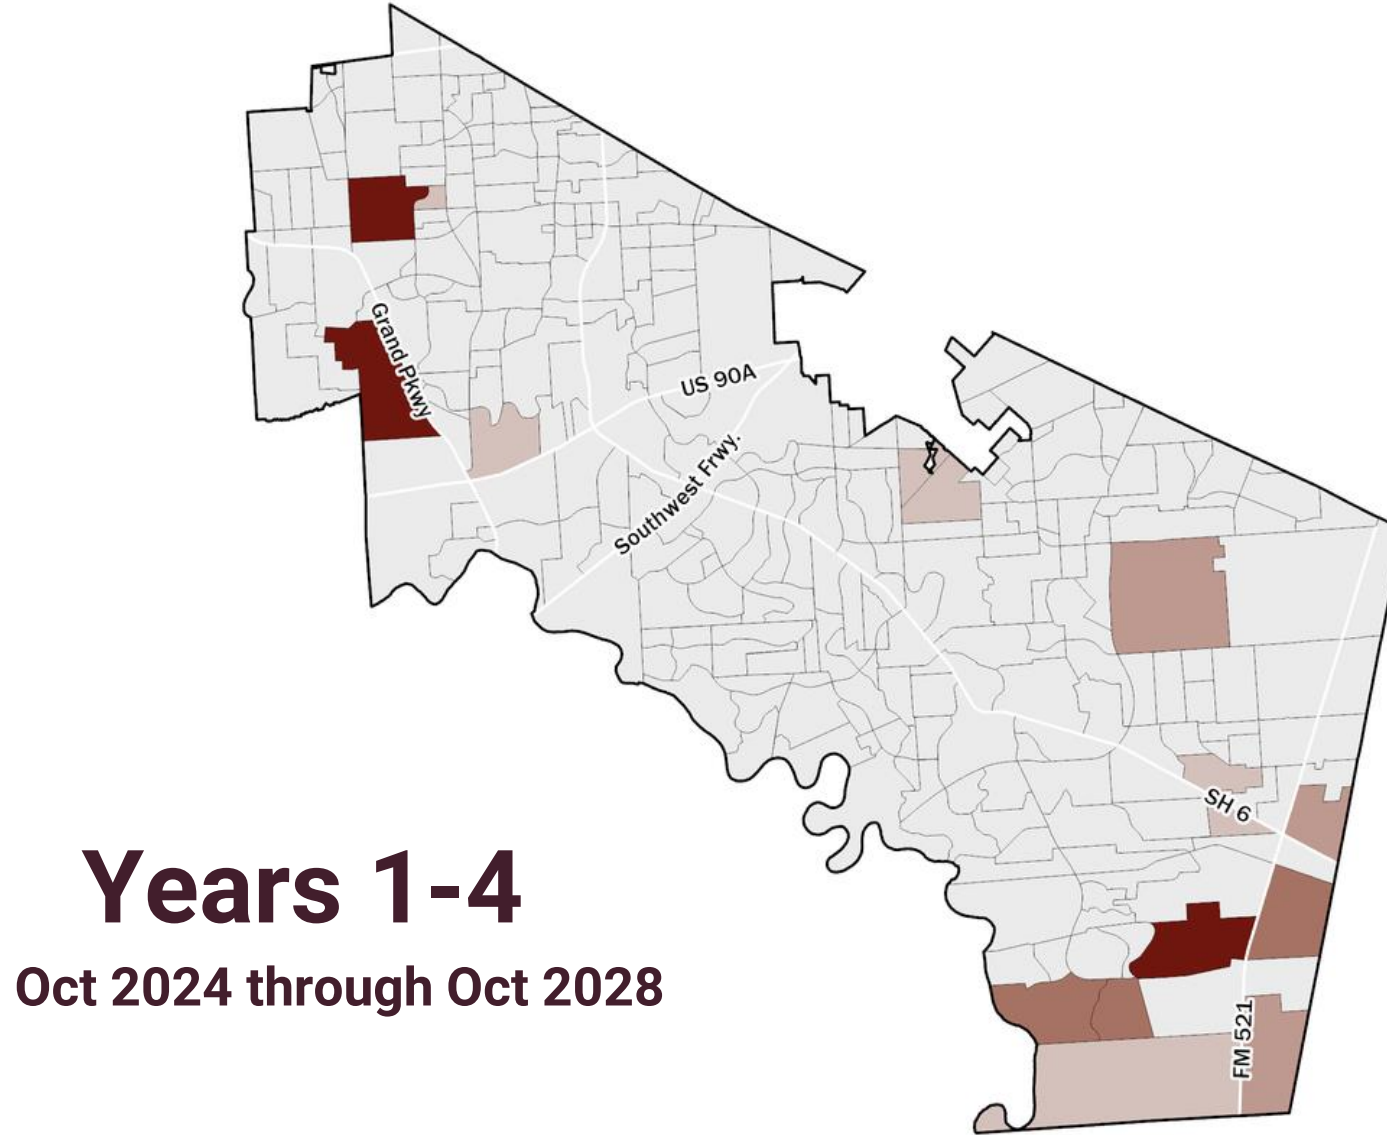 Grand Pkwy
US 90A
Southwest Frwy.
SH 6
FM 521
Years 1-4
Oct 2024 through Oct 2028